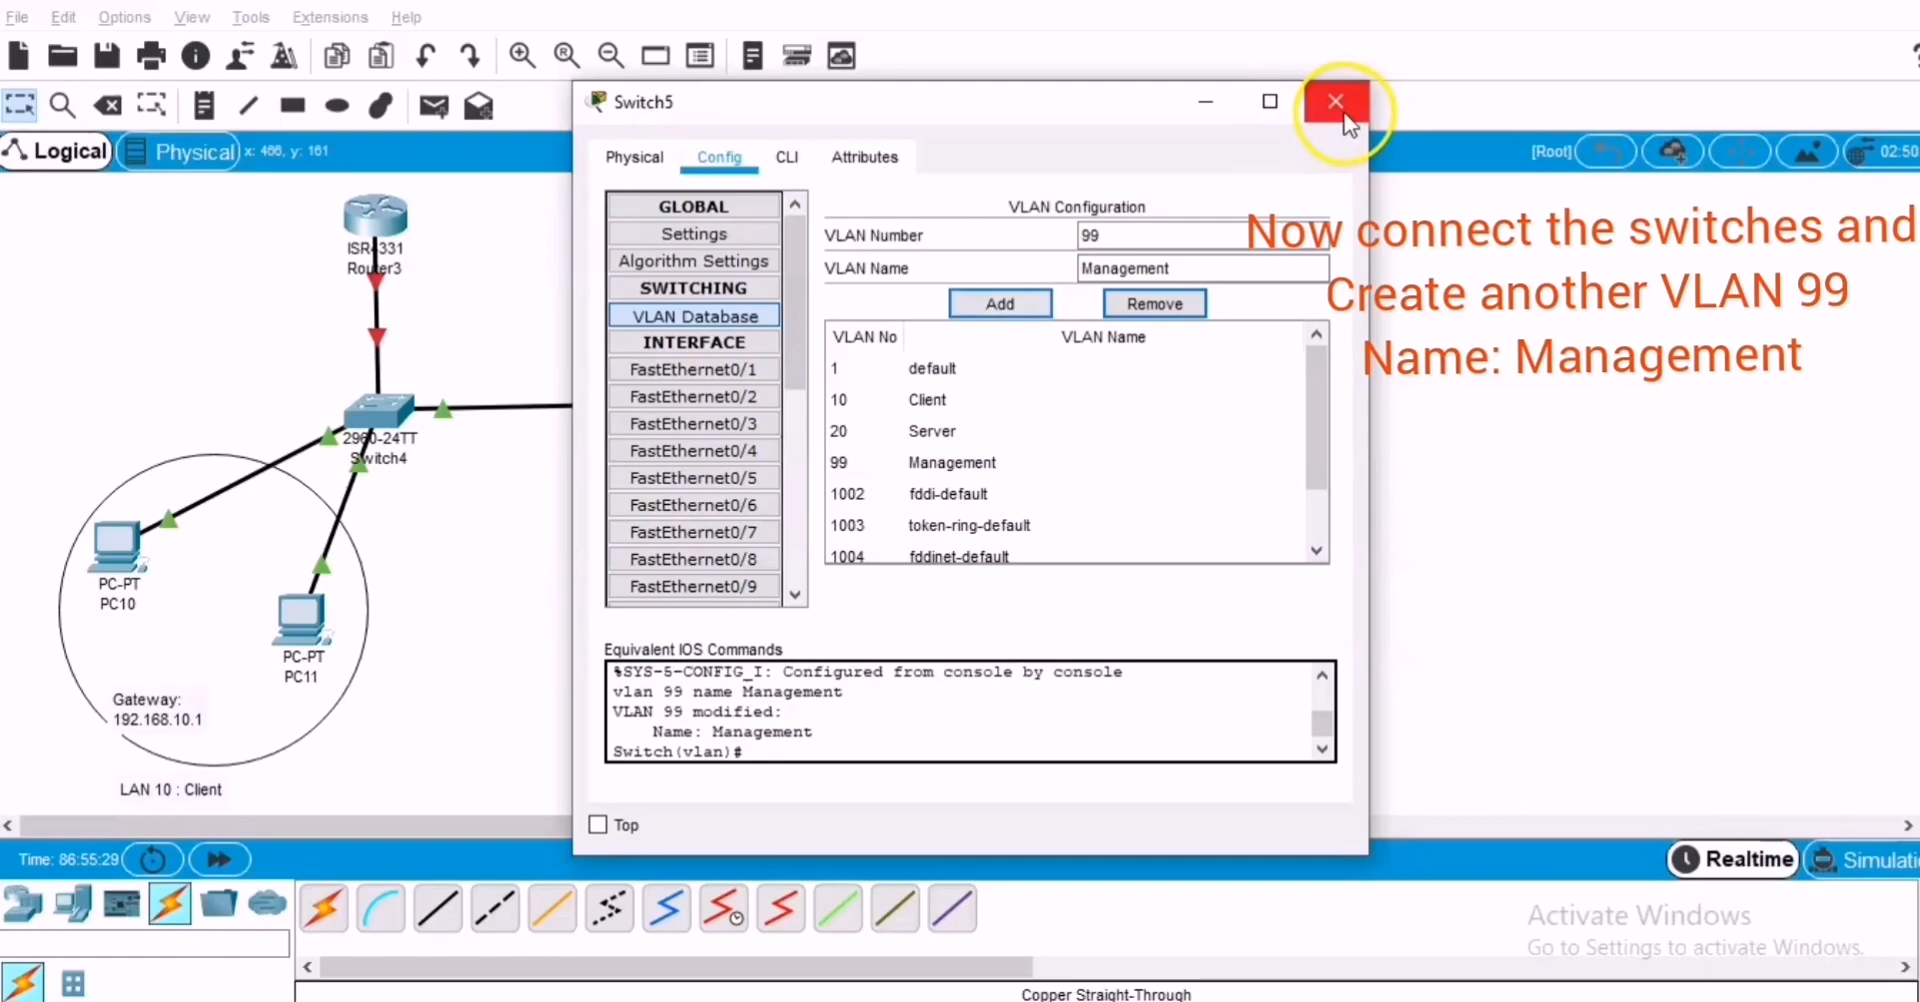 File Edit Options View Tools Extensions Help
Switch5
Logical Physical x: 466, y: 161
[Root] 02:50
Physical Config CLI Attributes
GLOBAL
Settings
Algorithm Settings
SWITCHING
VLAN Database
INTERFACE
FastEthernet0/1
FastEthernet0/2
FastEthernet0/3
FastEthernet0/4
FastEthernet0/5
FastEthernet0/6
FastEthernet0/7
FastEthernet0/8
FastEthernet0/9
VLAN Configuration
VLAN Number 99
VLAN Name Management
Add Remove
VLAN No VLAN Name
1 default
10 Client
20 Server
99 Management
1002 fddi-default
1003 token-ring-default
1004 fddinet-default
Now connect the switches and
Create another VLAN 99
Name: Management
Equivalent IOS Commands
%SYS-5-CONFIG_I: Configured from console by console
vlan 99 name Management
VLAN 99 modified:
Name: Management
Switch(vlan)#
Top
ISR4331
Router3
2960-24TT
Switch4
PC-PT
PC10
PC-PT
PC11
Gateway:
192.168.10.1
LAN 10 : Client
Time: 86:55:29
Realtime Simulati
Activate Windows
Go to Settings to activate Windows.
Copper Straight-Through